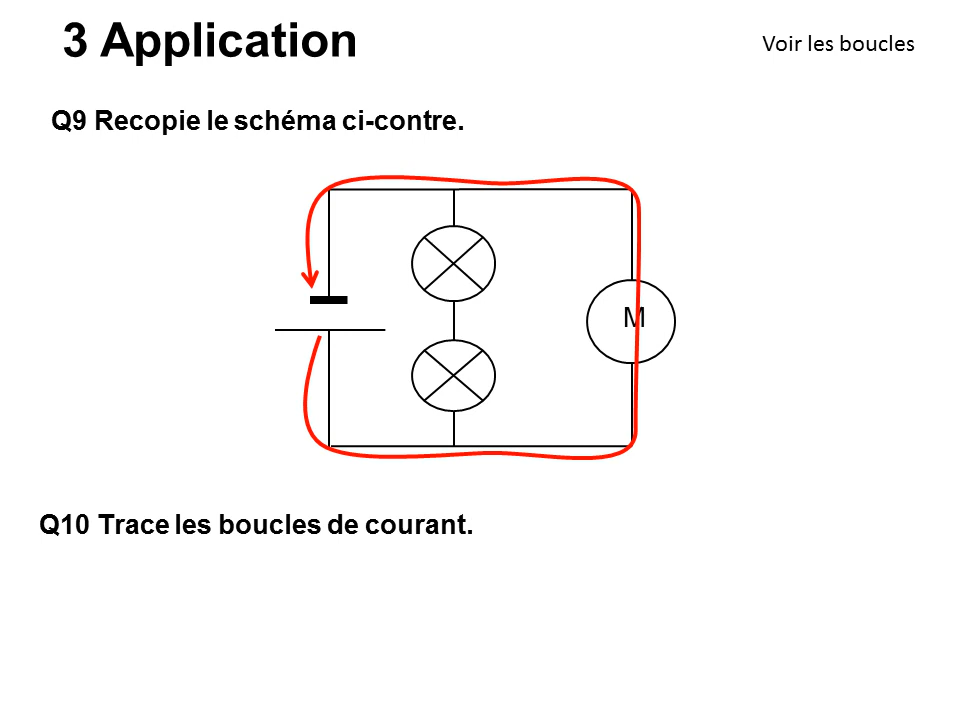 3 Application
Voir les boucles
Q9 Recopie le schéma ci-contre.
M
Q10 Trace les boucles de courant.